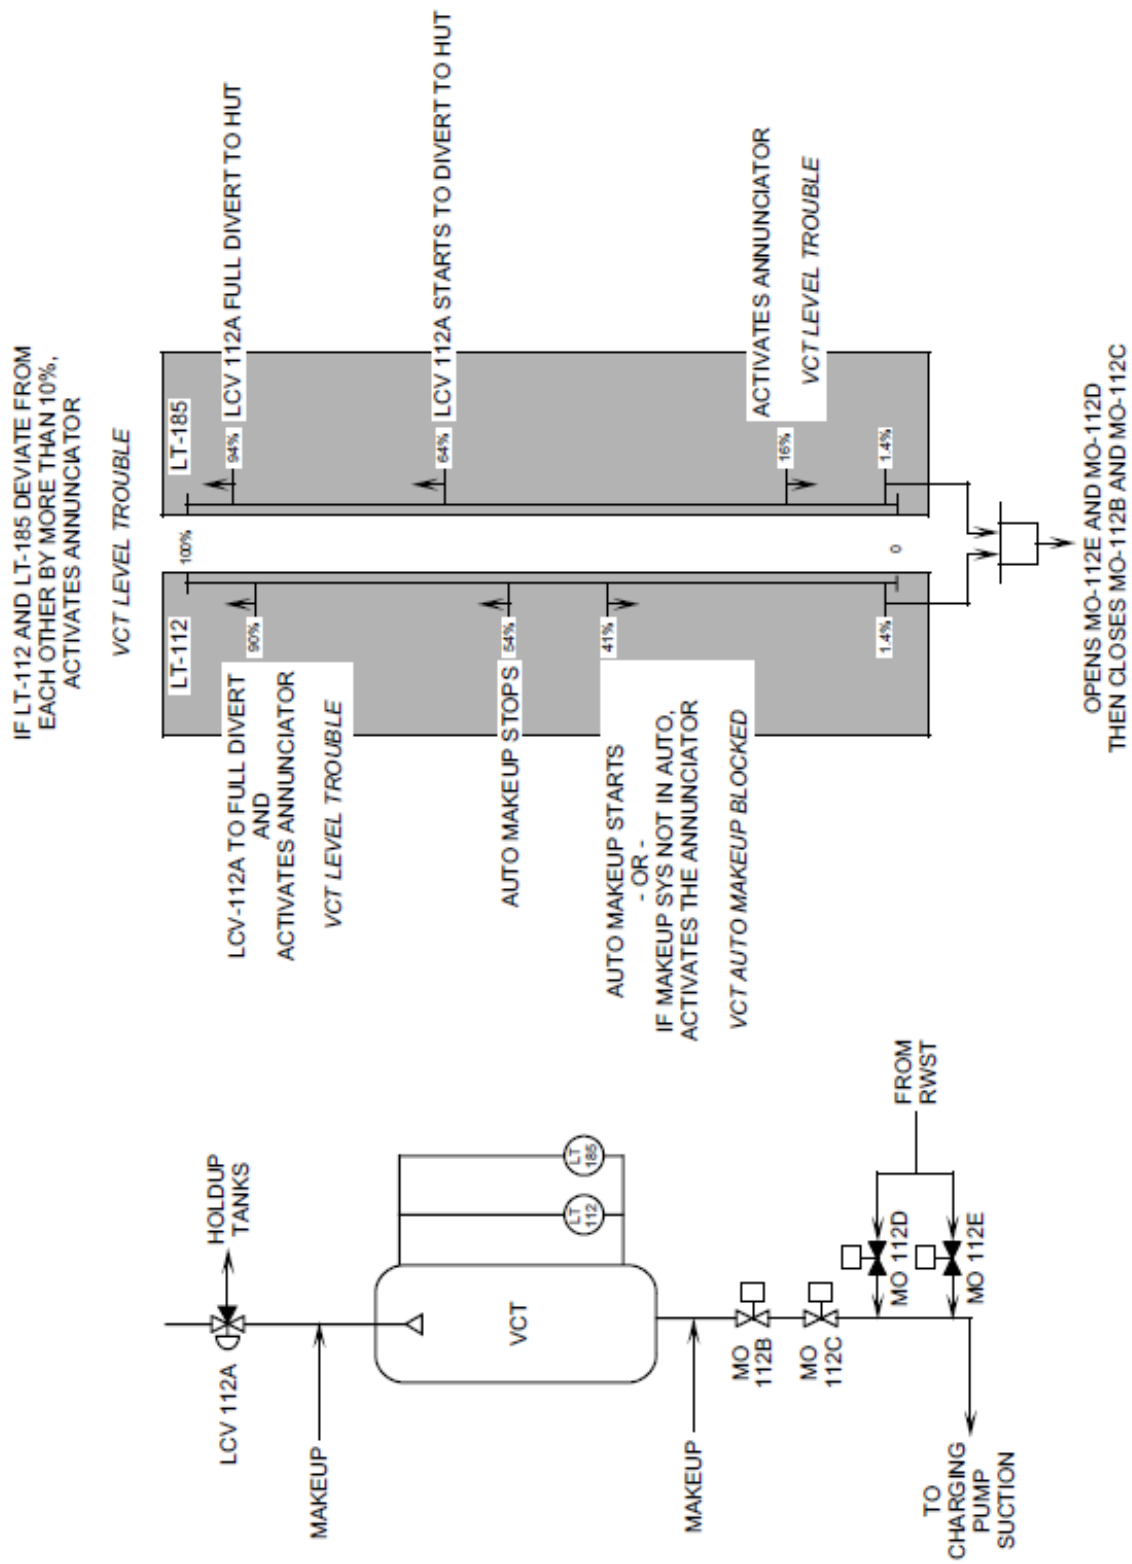 IF LT-112 AND LT-185 DEVIATE FROM
EACH OTHER BY MORE THAN 10%,
ACTIVATES ANNUNCIATOR
VCT LEVEL TROUBLE
LT-112
LT-185
100%
90%
LCV-112A TO FULL DIVERT
AND
ACTIVATES ANNUNCIATOR
VCT LEVEL TROUBLE
94%
LCV 112A FULL DIVERT TO HUT
64%
LCV 112A STARTS TO DIVERT TO HUT
AUTO MAKEUP STOPS
54%
41%
AUTO MAKEUP STARTS
- OR -
IF MAKEUP SYS NOT IN AUTO,
ACTIVATES THE ANNUNCIATOR
VCT AUTO MAKEUP BLOCKED
16%
ACTIVATES ANNUNCIATOR
VCT LEVEL TROUBLE
1.4%
1.4%
0
OPENS MO-112E AND MO-112D
THEN CLOSES MO-112B AND MO-112C
LCV 112A
HOLDUP
TANKS
MAKEUP
VCT
LT
112
LT
185
MAKEUP
MO
112B
MO
112C
MO 112D
MO 112E
FROM
RWST
TO
CHARGING
PUMP
SUCTION